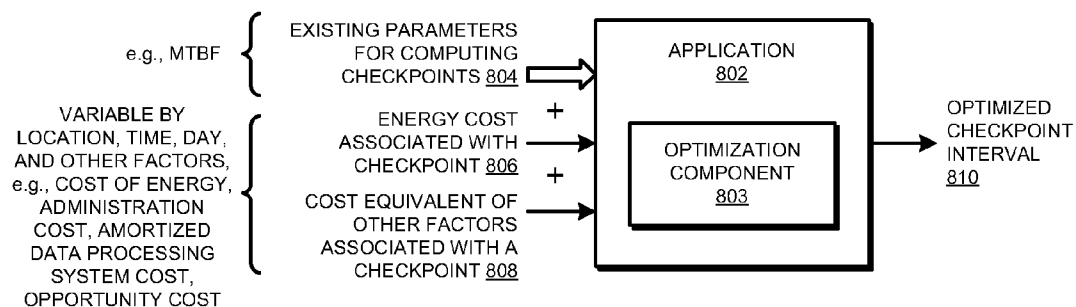 e.g., MTBF
EXISTING PARAMETERS
FOR COMPUTING
CHECKPOINTS 804
VARIABLE BY
LOCATION, TIME, DAY,
AND OTHER FACTORS,
e.g., COST OF ENERGY,
ADMINISTRATION
COST, AMORTIZED
DATA PROCESSING
SYSTEM COST,
OPPORTUNITY COST
+
ENERGY COST
ASSOCIATED WITH
CHECKPOINT 806
+
COST EQUIVALENT OF
OTHER FACTORS
ASSOCIATED WITH A
CHECKPOINT 808
APPLICATION
802
OPTIMIZATION
COMPONENT
803
OPTIMIZED
CHECKPOINT
INTERVAL
810